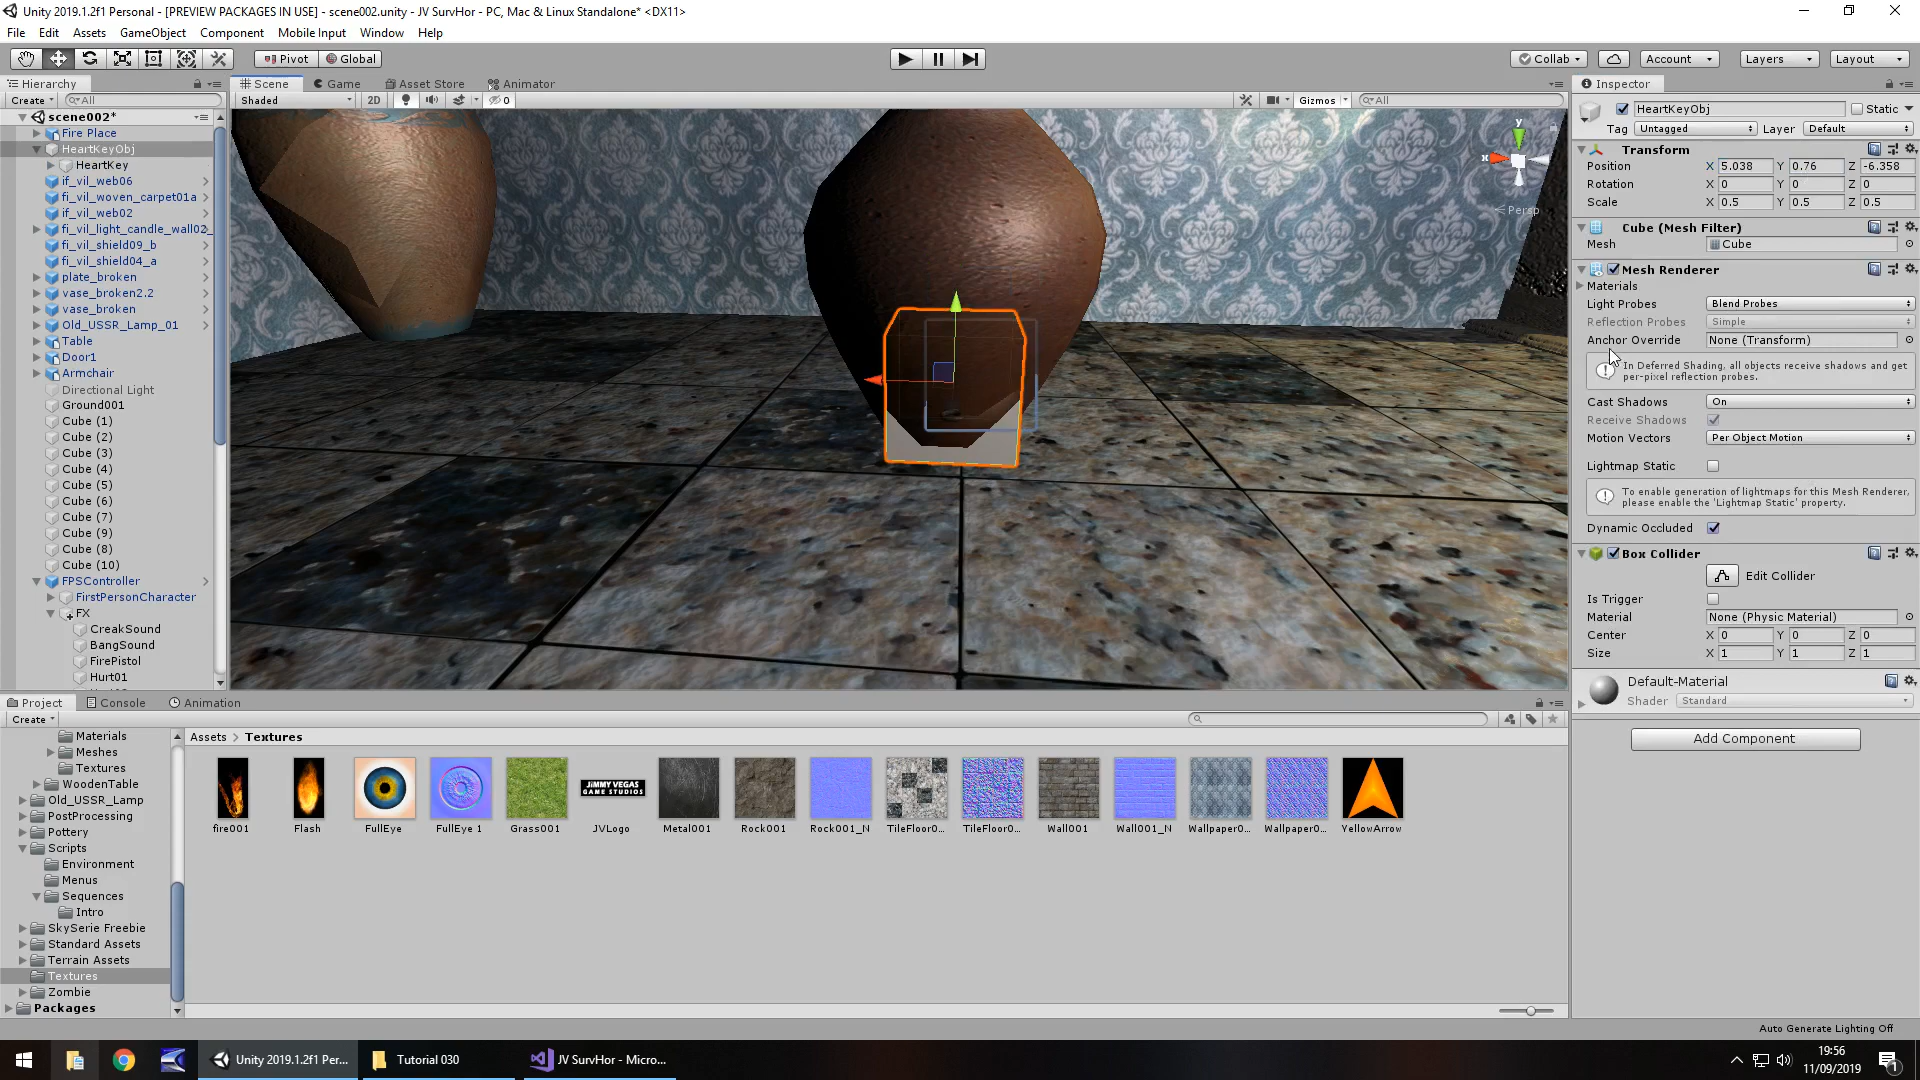 Unity 2019.1.2f1 Personal - [PREVIEW PACKAGES IN USE] - scene002.unity - JV SurvHor - PC, Mac & Linux Standalone* <DX11>
File Edit Assets GameObject Component Mobile Input Window Help
Pivot Global Collab Account Layers Layout
Hierarchy Scene Game Asset Store Animator Inspector
Create All Shaded 2D 0 Gizmos All
scene002*
Fire Place
HeartKeyObj
HeartKey
if_vil_web06
fi_vil_woven_carpet01a
if_vil_web02
fi_vil_light_candle_wall02_
fi_vil_shield09_b
fi_vil_shield04_a
plate_broken
vase_broken2.2
vase_broken
Old_USSR_Lamp_01
Table
Door1
Armchair
Directional Light
Ground001
Cube (1)
Cube (2)
Cube (3)
Cube (4)
Cube (5)
Cube (6)
Cube (7)
Cube (9)
Cube (8)
Cube (10)
FPSController
FirstPersonCharacter
FX
CreakSound
BangSound
FirePistol
Hurt01
y
x
Persp
HeartKeyObj Static
Tag Untagged Layer Default
Transform
Position X 5.038 Y 0.76 Z -6.358
Rotation X 0 Y 0 Z 0
Scale X 0.5 Y 0.5 Z 0.5
Cube (Mesh Filter)
Mesh Cube
Mesh Renderer
Materials
Light Probes Blend Probes
Reflection Probes Simple
Anchor Override None (Transform)
In Deferred Shading, all objects receive shadows and get
per-pixel reflection probes.
Cast Shadows On
Receive Shadows
Motion Vectors Per Object Motion
Lightmap Static
To enable generation of lightmaps for this Mesh Renderer,
please enable the 'Lightmap Static' property.
Dynamic Occluded
Box Collider
Edit Collider
Is Trigger
Material None (Physic Material)
Center X 0 Y 0 Z 0
Size X 1 Y 1 Z 1
Default-Material
Shader Standard
Add Component
Project Console Animation
Create
Materials
Meshes
Textures
WoodenTable
Old_USSR_Lamp
PostProcessing
Pottery
Scripts
Environment
Menus
Sequences
Intro
SkySerie Freebie
Standard Assets
Terrain Assets
Textures
Zombie
Packages
Assets > Textures
JIMMY VEGAS
GAME STUDIOS
fire001 Flash FullEye FullEye 1 Grass001 JVLogo Metal001 Rock001 Rock001_N TileFloor0... TileFloor0... Wall001 Wall001_N Wallpaper0... Wallpaper0... YellowArrow
Auto Generate Lighting Off
Unity 2019.1.2f1 Per... Tutorial 030 JV SurvHor - Micro...
19:56
11/09/2019
1